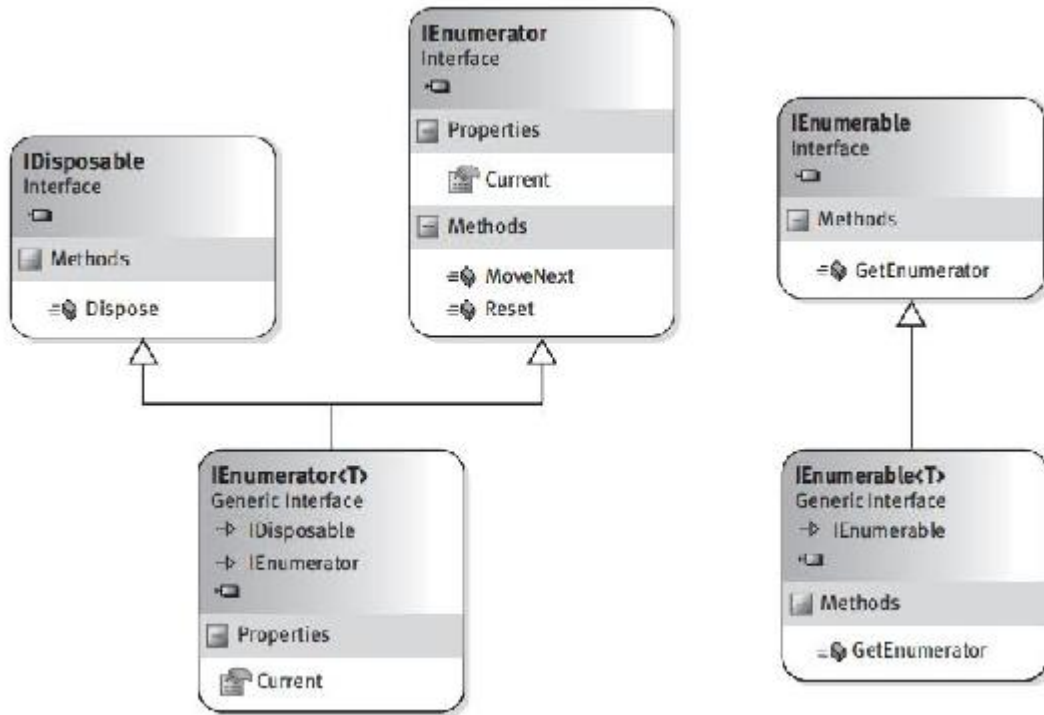 IEnumerator
Interface
Properties
Current
Methods
MoveNext
Reset
IDisposable
Interface
Methods
Dispose
IEnumerable
Interface
Methods
GetEnumerator
IEnumerator<T>
Generic Interface
IDisposable
IEnumerator
Properties
Current
IEnumerable<T>
Generic Interface
IEnumerable
Methods
GetEnumerator